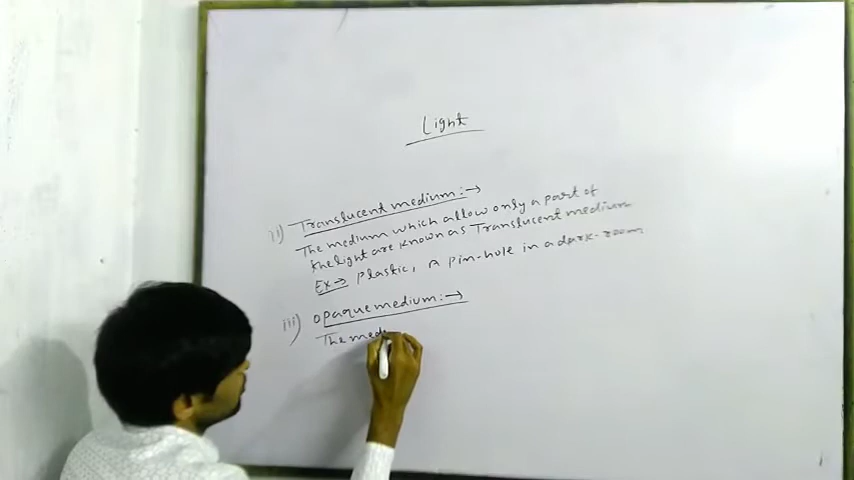 Light
ii) Translucent medium :→
The medium which allow only a part of
the light are known as Translucent medium
Ex → plastic, A pin-hole in a dark-room
iii) opaque medium :→
The med